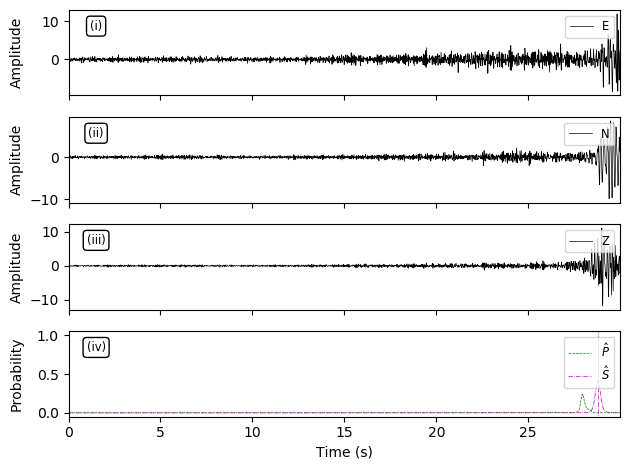 (i)
E
Amplitude
10
0
(ii)
N
Amplitude
0
−10
(iii)
Z
Amplitude
10
0
−10
(iv)
P̂
Ŝ
Probability
1.0
0.5
0.0
0 5 10 15 20 25
Time (s)